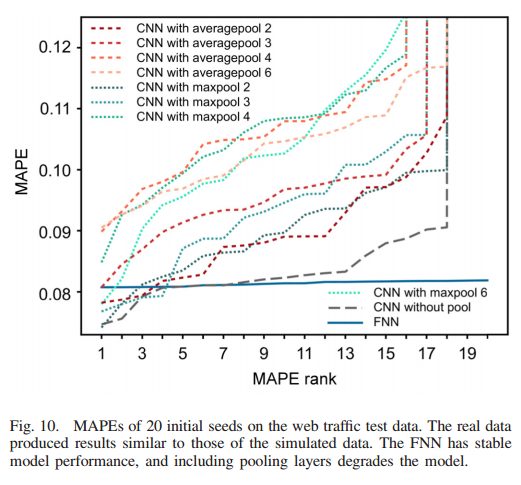 0.12
0.11
0.10
0.09
0.08
MAPE
CNN with averagepool 2
CNN with averagepool 3
CNN with averagepool 4
CNN with averagepool 6
CNN with maxpool 2
CNN with maxpool 3
CNN with maxpool 4
CNN with maxpool 6
CNN without pool
FNN
1 3 5 7 9 11 13 15 17 19
MAPE rank
Fig. 10. MAPEs of 20 initial seeds on the web traffic test data. The real data
produced results similar to those of the simulated data. The FNN has stable
model performance, and including pooling layers degrades the model.